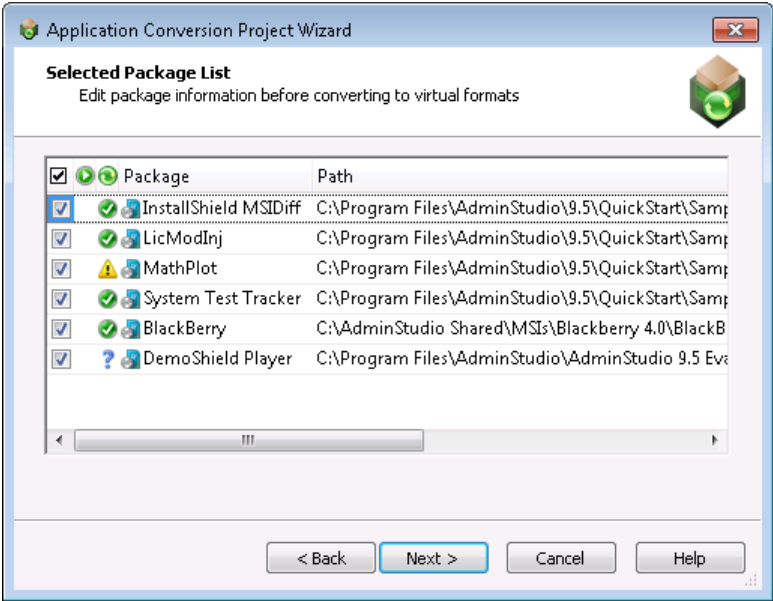 Application Conversion Project Wizard
Selected Package List
Edit package information before converting to virtual formats
Package Path
InstallShield MSIDiff C:\Program Files\AdminStudio\9.5\QuickStart\Samp
LicModInj C:\Program Files\AdminStudio\9.5\QuickStart\Samp
MathPlot C:\Program Files\AdminStudio\9.5\QuickStart\Samp
System Test Tracker C:\Program Files\AdminStudio\9.5\QuickStart\Samp
BlackBerry C:\AdminStudio Shared\MSIs\Blackberry 4.0\BlackB
DemoShield Player C:\Program Files\AdminStudio\AdminStudio 9.5 Eva
< Back Next > Cancel Help